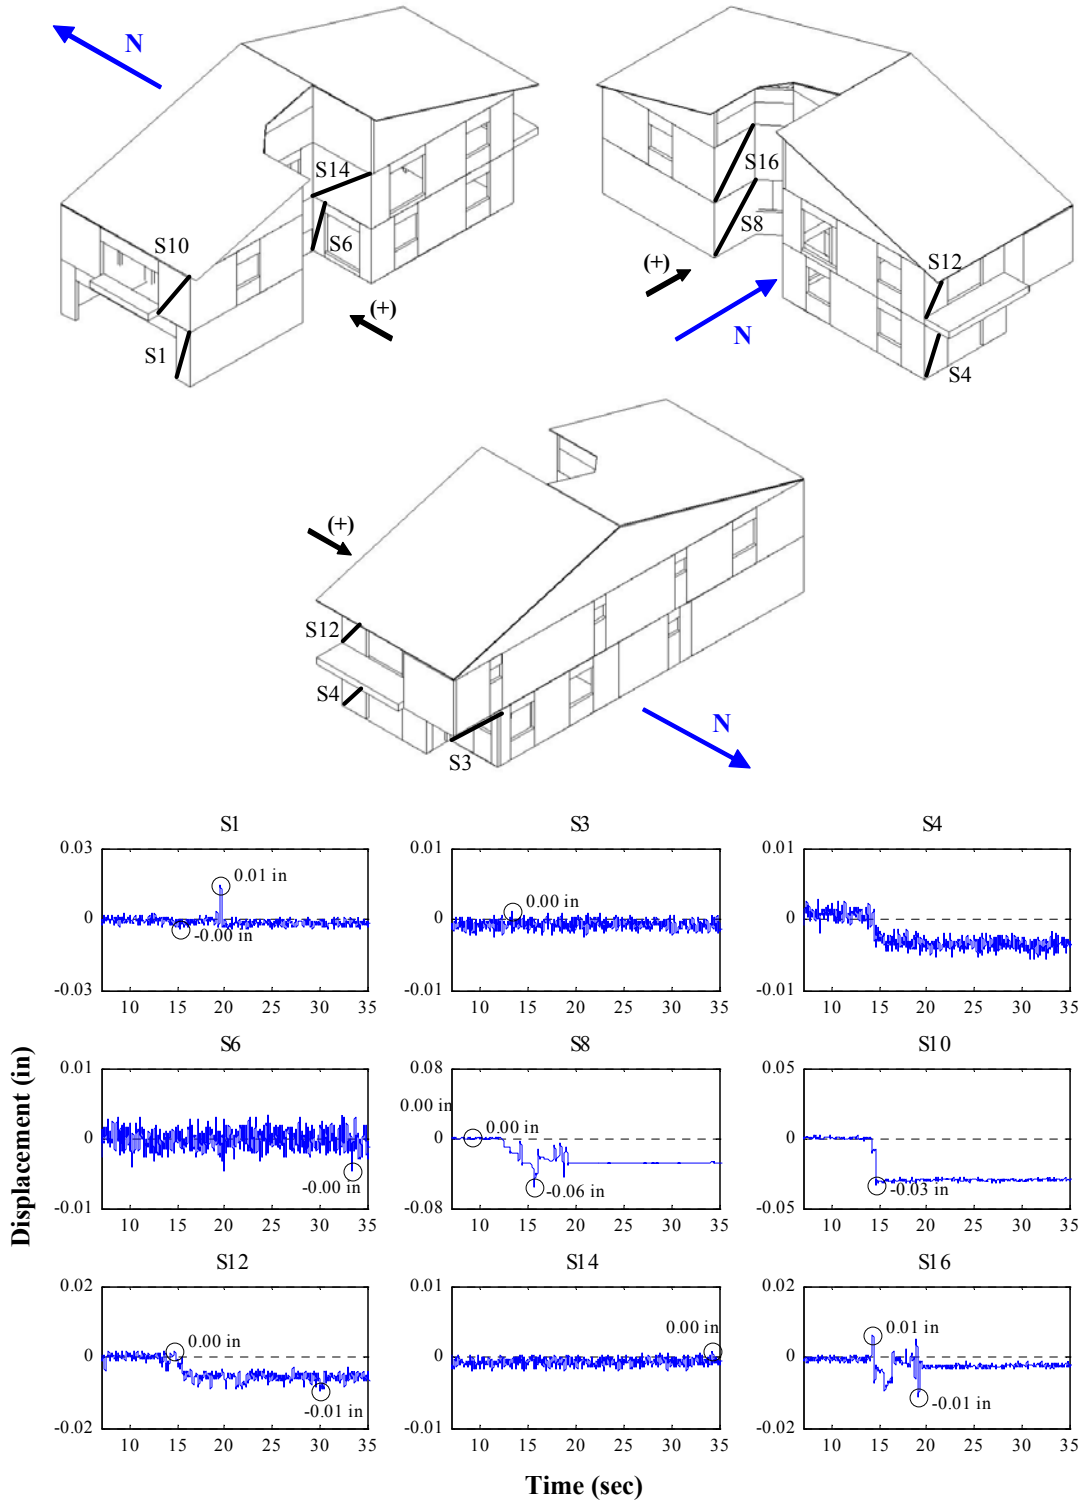 N
S14
S10
S6
(+)
S1
S16
S8
(+)
S12
N
S4
(+)
S12
S4
N
S3
S1 S3 S4
0.03 0.01 in 0 -0.00 in -0.03
10 15 20 25 30 35
0.01 0.00 in 0 -0.01
10 15 20 25 30 35
0.01 0 -0.01
10 15 20 25 30 35
S6 S8 S10
0.01 0 -0.00 in -0.01
10 15 20 25 30 35
0.08 0.00 in 0.00 in 0 -0.06 in -0.08
10 15 20 25 30 35
0.05 0 -0.03 in -0.05
10 15 20 25 30 35
S12 S14 S16
0.02 0.00 in 0 -0.01 in -0.02
10 15 20 25 30 35
0.01 0.00 in 0 -0.01
10 15 20 25 30 35
0.02 0.01 in 0 -0.01 in -0.02
10 15 20 25 30 35
Displacement (in)
Time (sec)